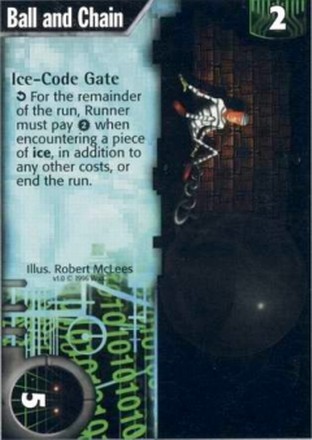 Ball and Chain
2
Ice-Code Gate
For the remainder
of the run, Runner
must pay 2 when
encountering a piece
of ice, in addition to
any other costs, or
end the run.
Illus. Robert McLees
v1.0 © 1996 WotC
5